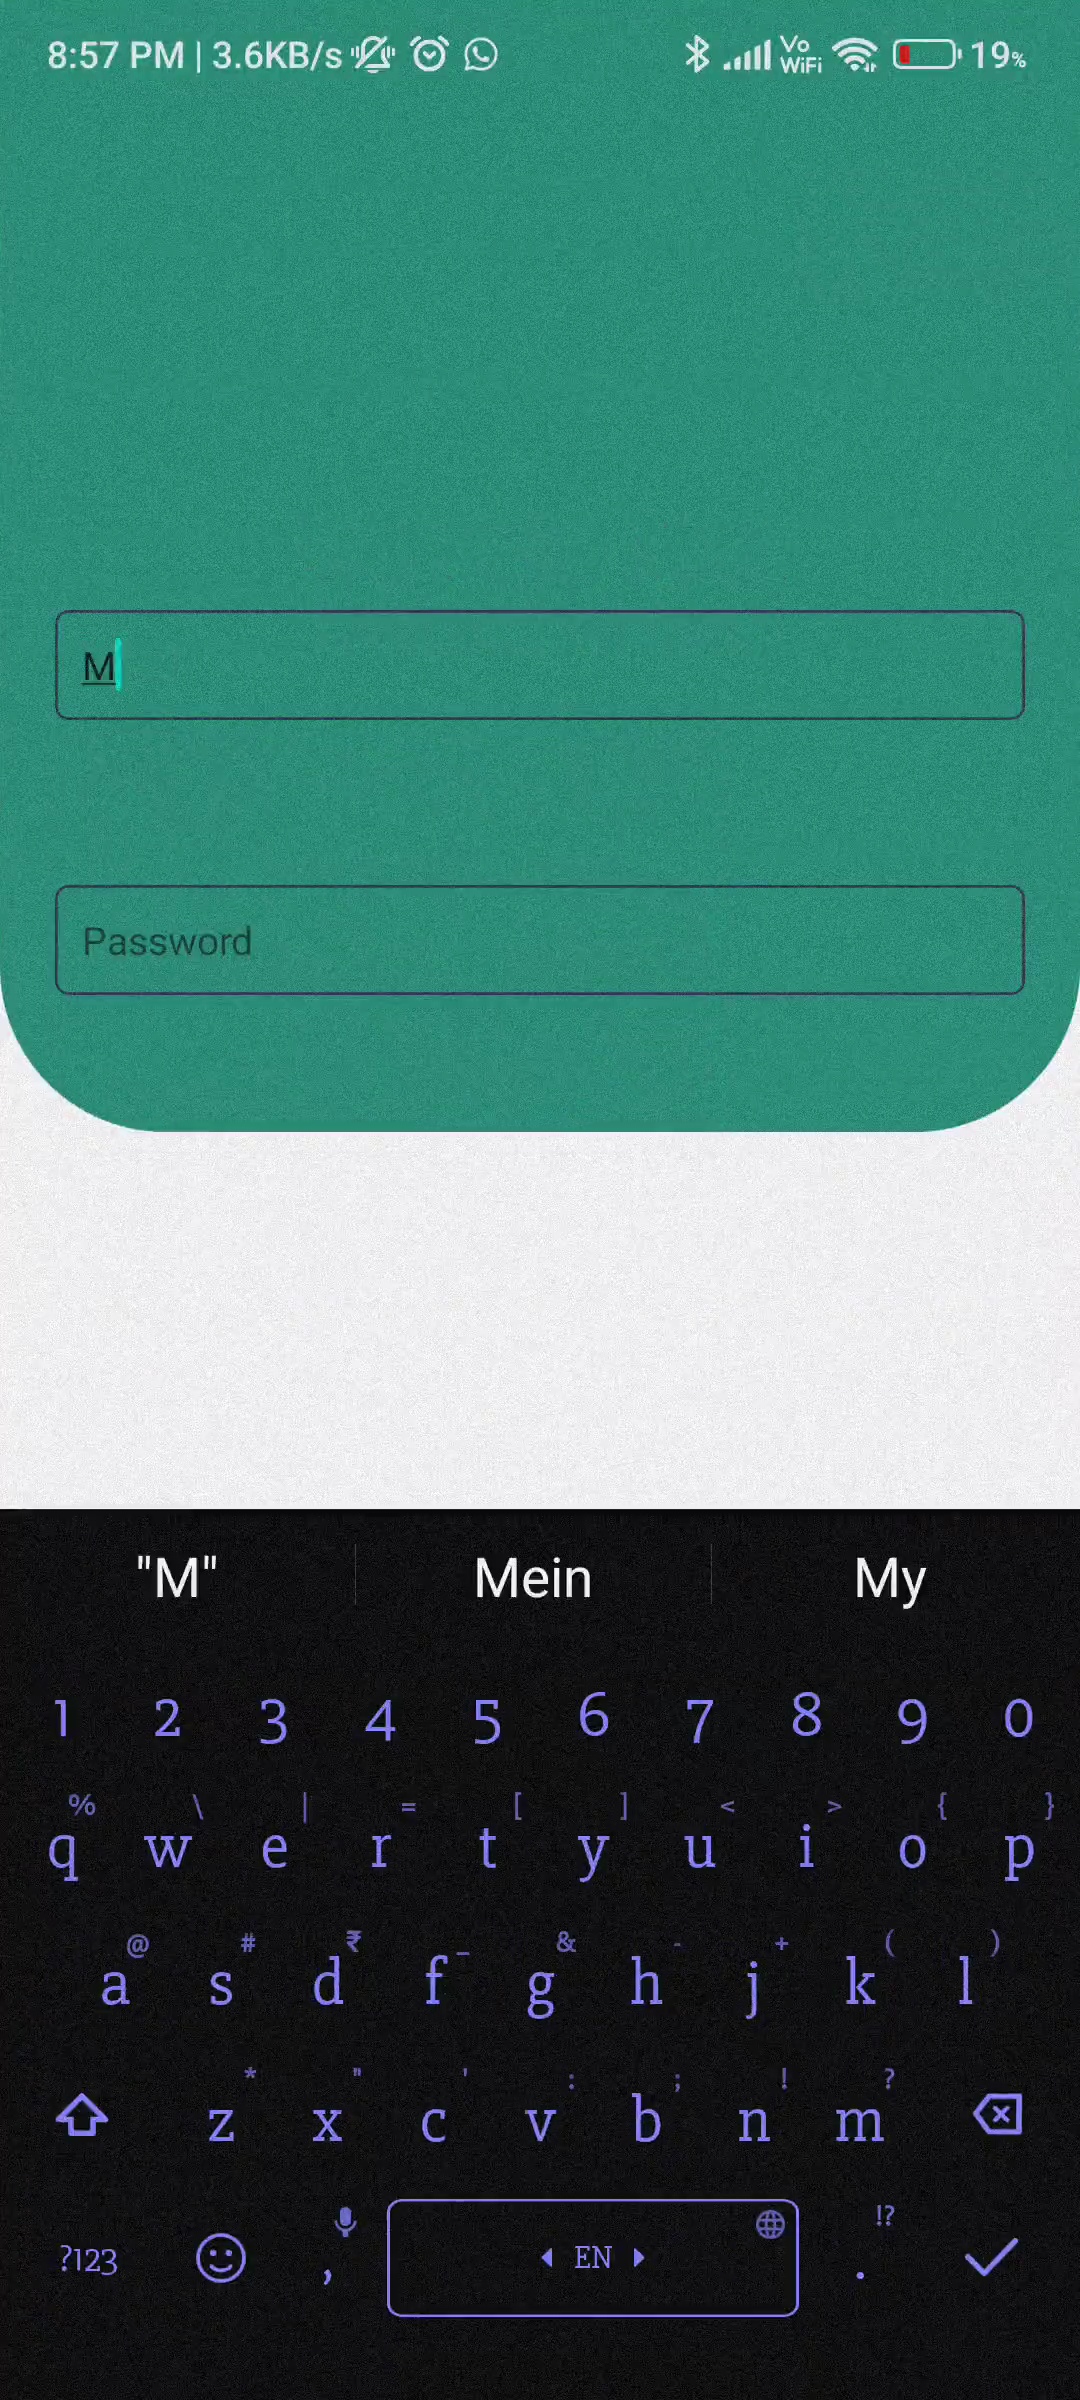 8:57 PM | 3.6KB/s Vo WiFi 19%
M
Password
"M" Mein My
1 2 3 4 5 6 7 8 9 0
% \ | = [ ] < > { }
q w e r t y u i o p
@ # ₹ _ & - + ( )
a s d f g h j k l
* " ' : ; ! ?
z x c v b n m
!?
?123 , EN .